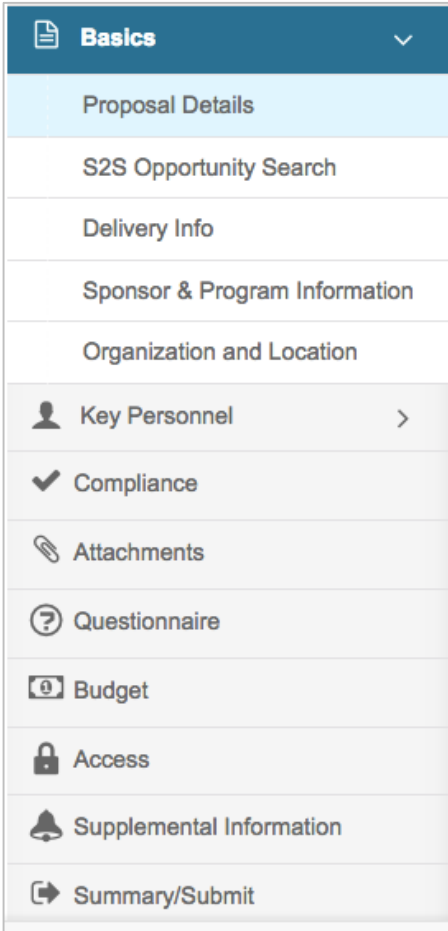 Basics
Proposal Details
S2S Opportunity Search
Delivery Info
Sponsor & Program Information
Organization and Location
Key Personnel
Compliance
Attachments
Questionnaire
Budget
Access
Supplemental Information
Summary/Submit